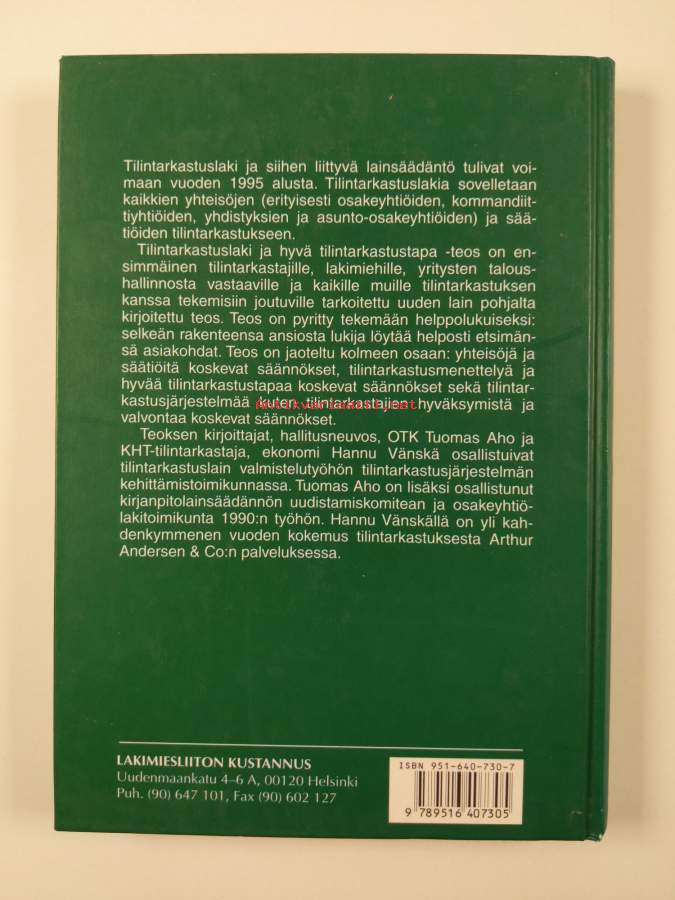 Tilintarkastuslaki ja siihen liittyvä lainsäädäntö tulivat voi-
maan vuoden 1995 alusta. Tilintarkastuslakia sovelletaan
kaikkien yhteisöjen (erityisesti osakeyhtiöiden, kommandiit-
tiyhtiöiden, yhdistyksien ja asunto-osakeyhtiöiden) ja sää-
tiöiden tilintarkastukseen.
Tilintarkastuslaki ja hyvä tilintarkastustapa -teos on en-
simmäinen tilintarkastajille, lakimiehille, yritysten talous-
hallinnosta vastaaville ja kaikille muille tilintarkastuksen
kanssa tekemisiin joutuville tarkoitettu uuden lain pohjalta
kirjoitettu teos. Teos on pyritty tekemään helppolukuiseksi:
selkeän rakenteensa ansiosta lukija löytää helposti etsimän-
sä asiakohdat. Teos on jaoteltu kolmeen osaan: yhteisöjä ja
säätiöitä koskevat säännökset, tilintarkastusmenettelyä ja
hyvää tilintarkastustapaa koskevat säännökset sekä tilintar-
kastusjärjestelmää kuten tilintarkastajien hyväksymistä ja
Antikvariaatti.net
valvontaa koskevat säännökset.
Teoksen kirjoittajat, hallitusneuvos, OTK Tuomas Aho ja
KHT-tilintarkastaja, ekonomi Hannu Vänskä osallistuivat
tilintarkastuslain valmistelutyöhön tilintarkastusjärjestelmän
kehittämistoimikunnassa. Tuomas Aho on lisäksi osallistunut
kirjanpitolainsäädännön uudistamiskomitean ja osakeyhtiö-
lakitoimikunta 1990:n työhön. Hannu Vänskällä on yli kah-
denkymmenen vuoden kokemus tilintarkastuksesta Arthur
Andersen & Co:n palveluksessa.
LAKIMIESLIITON KUSTANNUS
Uudenmaankatu 4–6 A, 00120 Helsinki
Puh. (90) 647 101, Fax (90) 602 127
ISBN 951-640-730-7
9 789516 407305